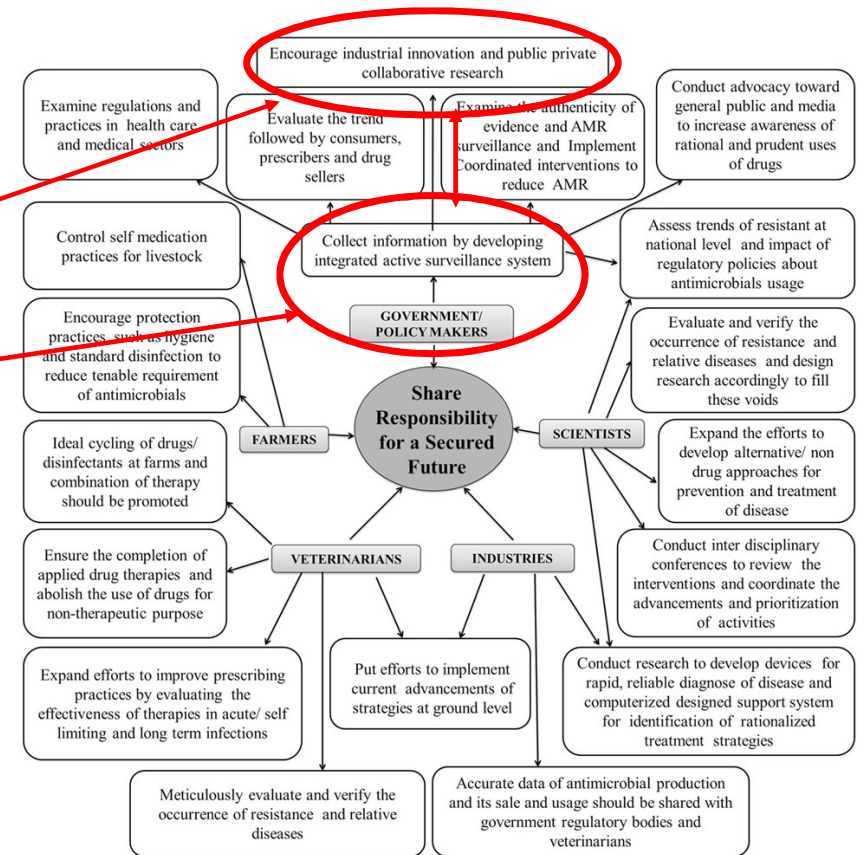 Encourage industrial innovation and public private
collaborative research
Examine regulations and
practices in health care
and medical sectors
Evaluate the trend
followed by consumers,
prescribers and drug
sellers
Examine the authenticity of
evidence and AMR
surveillance and Implement
Coordinated interventions to
reduce AMR
Conduct advocacy toward
general public and media
to increase awareness of
rational and prudent uses
of drugs
Control self medication
practices for livestock
Collect information by developing
integrated active surveillance system
Assess trends of resistant at
national level and impact of
regulatory policies about
antimicrobials usage
GOVERNMENT/
POLICY MAKERS
Encourage protection
practices such as hygiene
and standard disinfection to
reduce tenable requirement
of antimicrobials
Evaluate and verify the
occurrence of resistance and
relative diseases and design
research accordingly to fill
these voids
Share
Responsibility
for a Secured
Future
FARMERS
SCIENTISTS
Ideal cycling of drugs/
disinfectants at farms and
combination of therapy
should be promoted
Expand the efforts to
develop alternative/ non
drug approaches for
prevention and treatment
of disease
VETERINARIANS
INDUSTRIES
Ensure the completion of
applied drug therapies and
abolish the use of drugs for
non-therapeutic purpose
Conduct inter disciplinary
conferences to review the
interventions and coordinate the
advancements and prioritization
of activities
Expand efforts to improve prescribing
practices by evaluating the
effectiveness of therapies in acute/ self
limiting and long term infections
Put efforts to implement
current advancements of
strategies at ground level
Conduct research to develop devices for
rapid, reliable diagnose of disease and
computerized designed support system
for identification of rationalized
treatment strategies
Meticulously evaluate and verify the
occurrence of resistance and relative
diseases
Accurate data of antimicrobial production
and its sale and usage should be shared with
government regulatory bodies and
veterinarians